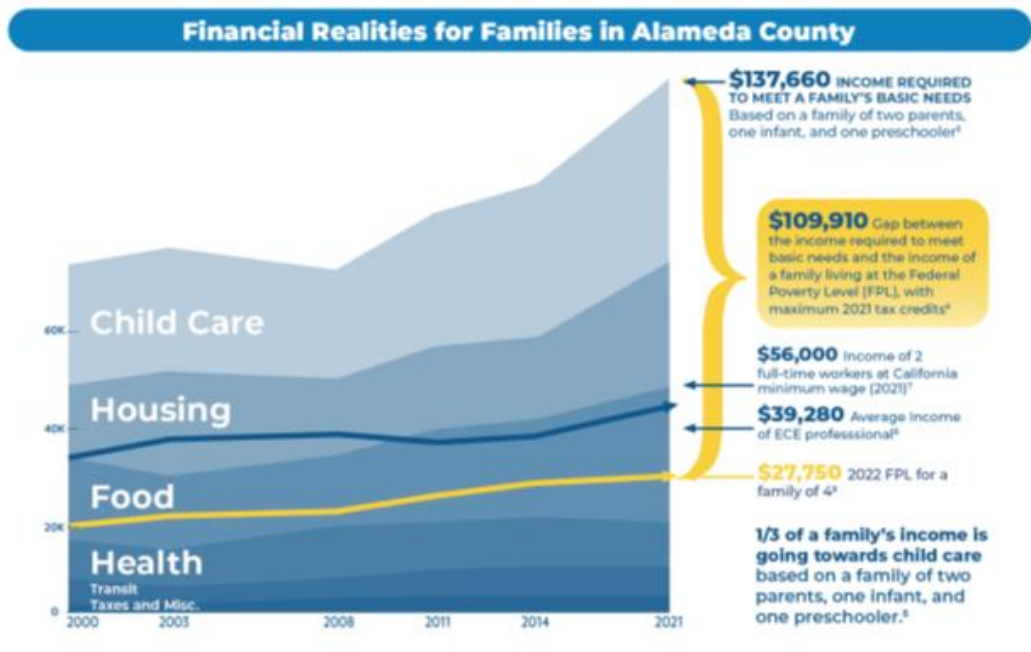 Financial Realities for Families in Alameda County
$137,660 INCOME REQUIRED
TO MEET A FAMILY'S BASIC NEEDS
Based on a family of two parents,
one infant, and one preschooler⁵
$109,910 Gap between
the income required to meet
basic needs and the income of
a family living at the Federal
Poverty Level (FPL), with
maximum 2021 tax credits⁶
$56,000 Income of 2
full-time workers at California
minimum wage (2021)⁷
$39,280 Average Income
of ECE professsional⁸
$27,750 2022 FPL for a
family of 4⁹
1/3 of a family's income is
going towards child care
based on a family of two
parents, one infant, and
one preschooler.⁵
Child Care
60K
Housing
40K
Food
20K
Health
Transit
Taxes and Misc.
0
2000 2003 2008 2011 2014 2021